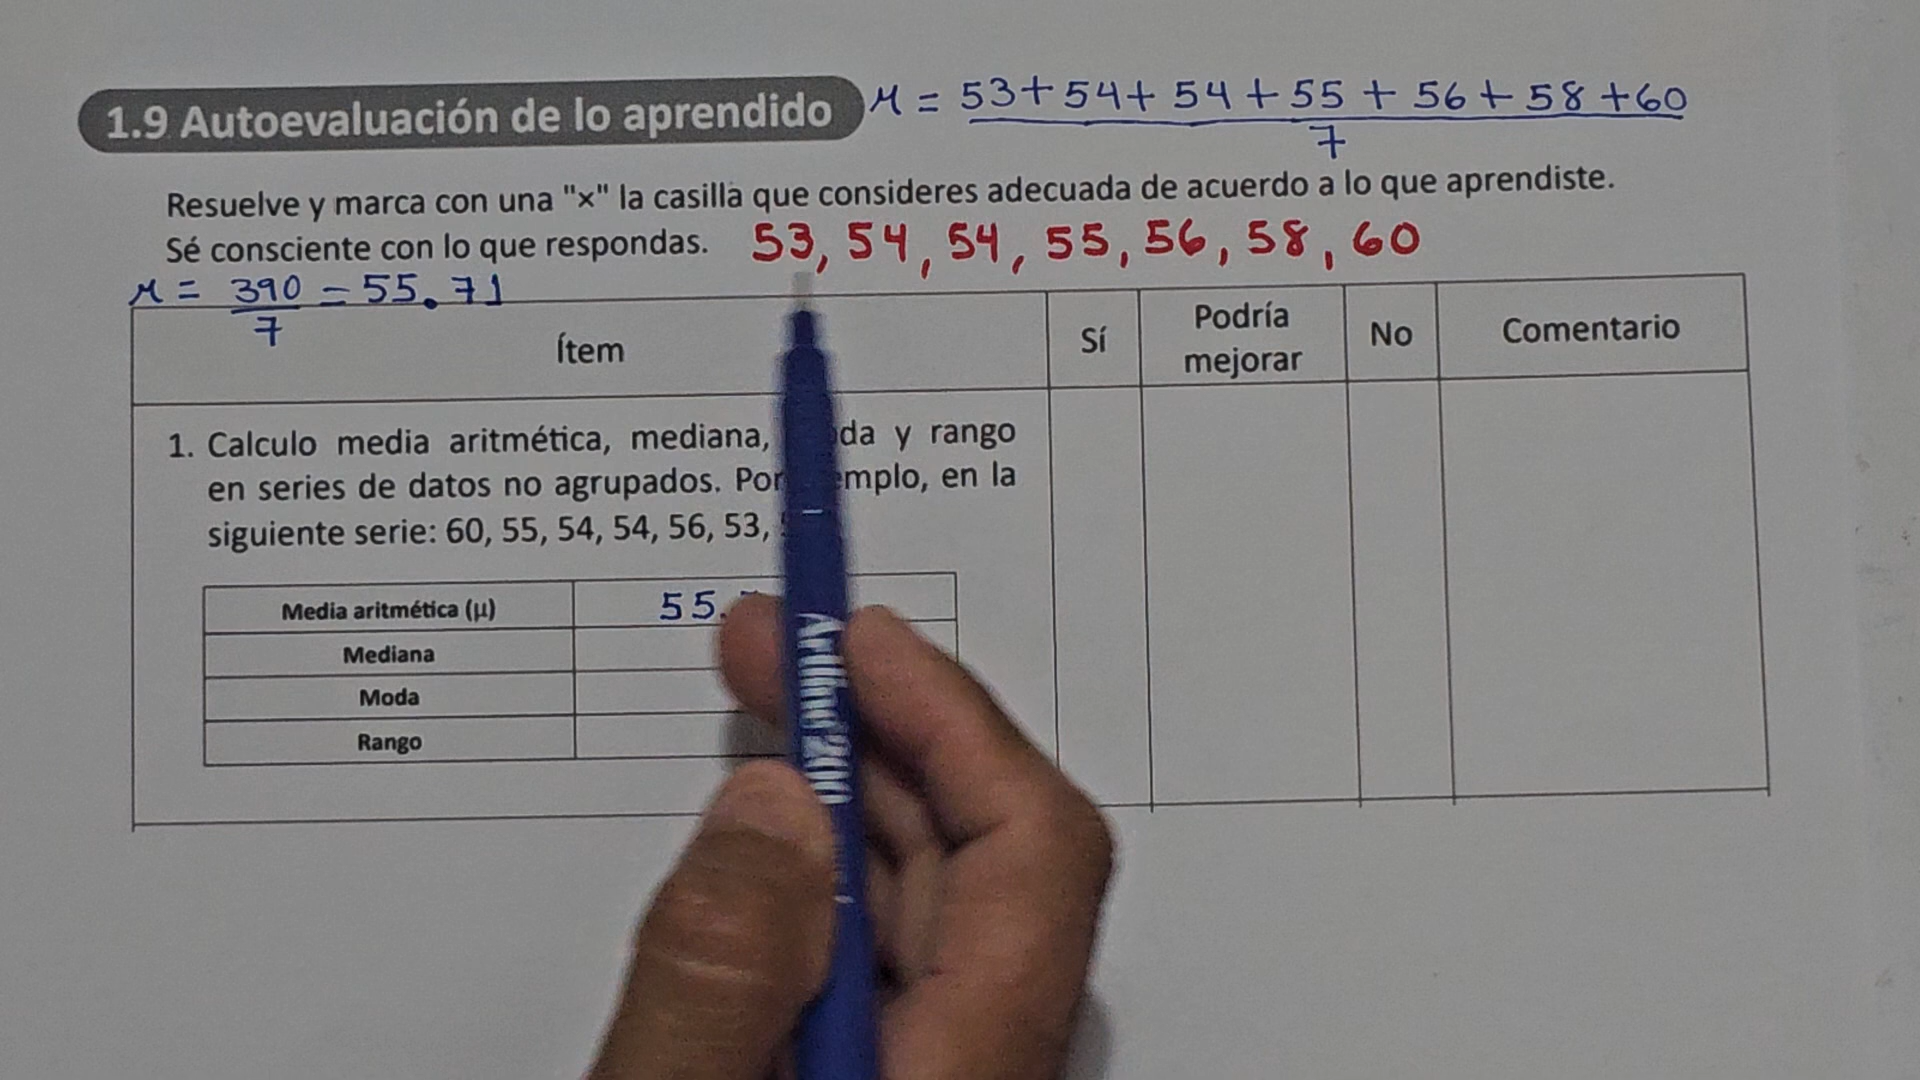 1.9 Autoevaluación de lo aprendido
μ = 53+54+54+55+56+58+60
7
Resuelve y marca con una "×" la casilla que consideres adecuada de acuerdo a lo que aprendiste.
Sé consciente con lo que respondas.
53, 54, 54, 55, 56, 58, 60
μ = 390 = 55.71
7
Ítem
Sí
Podría
mejorar
No
Comentario
1. Calculo media aritmética, mediana, y rango
en series de datos no agrupados. en la
siguiente serie: 60, 55, 54, 54, 56, 53,
Media aritmética (μ)
Mediana
Moda
Rango